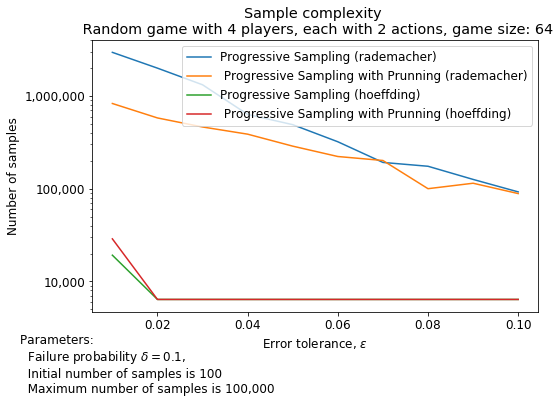 Sample complexity
Random game with 4 players, each with 2 actions, game size: 64
Progressive Sampling (rademacher)
Progressive Sampling with Prunning (rademacher)
Progressive Sampling (hoeffding)
Progressive Sampling with Prunning (hoeffding)
Number of samples
1,000,000
100,000
10,000
0.02 0.04 0.06 0.08 0.10
Error tolerance, ε
Parameters:
Failure probability δ = 0.1,
Initial number of samples is 100
Maximum number of samples is 100,000